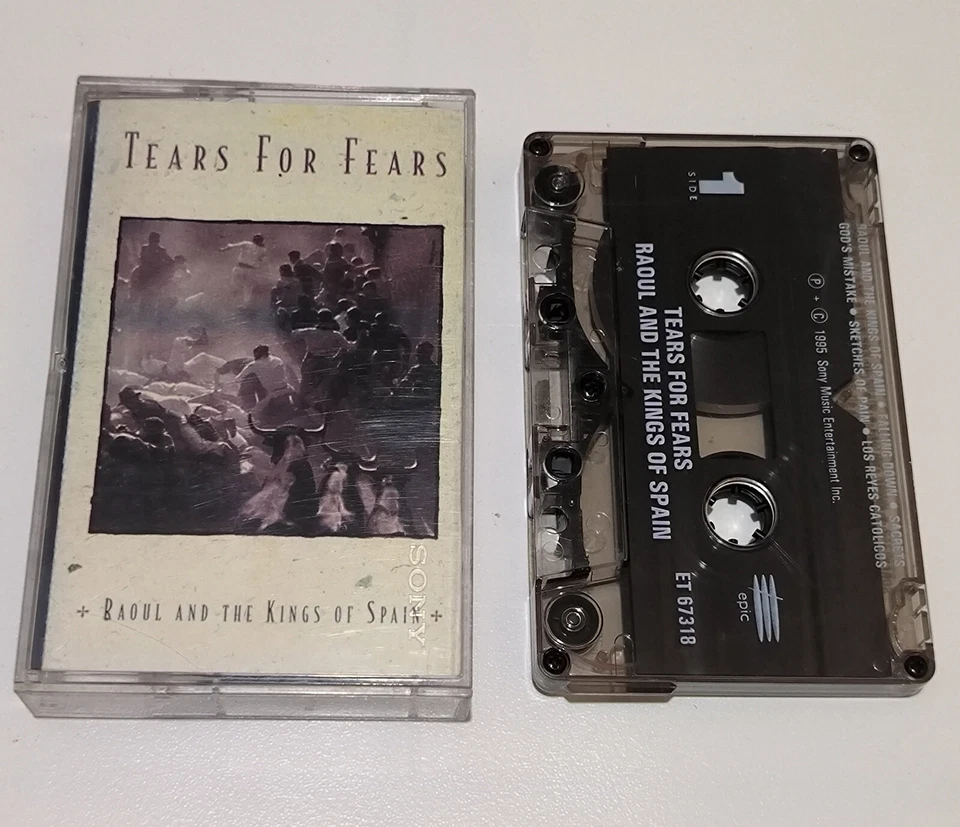 TEARS FOR FEARS
RAOUL AND THE KINGS OF SPAIN
SONY
1
SIDE
TEARS FOR FEARS
RAOUL AND THE KINGS OF SPAIN
ET 67318
epic
℗ + © 1995 Sony Music Entertainment Inc.
RAOUL AND THE KINGS OF SPAIN • FALLING DOWN • SECRETS
GOD'S MISTAKE • SKETCHES OF PAIN • LOS REYES CATOLICOS